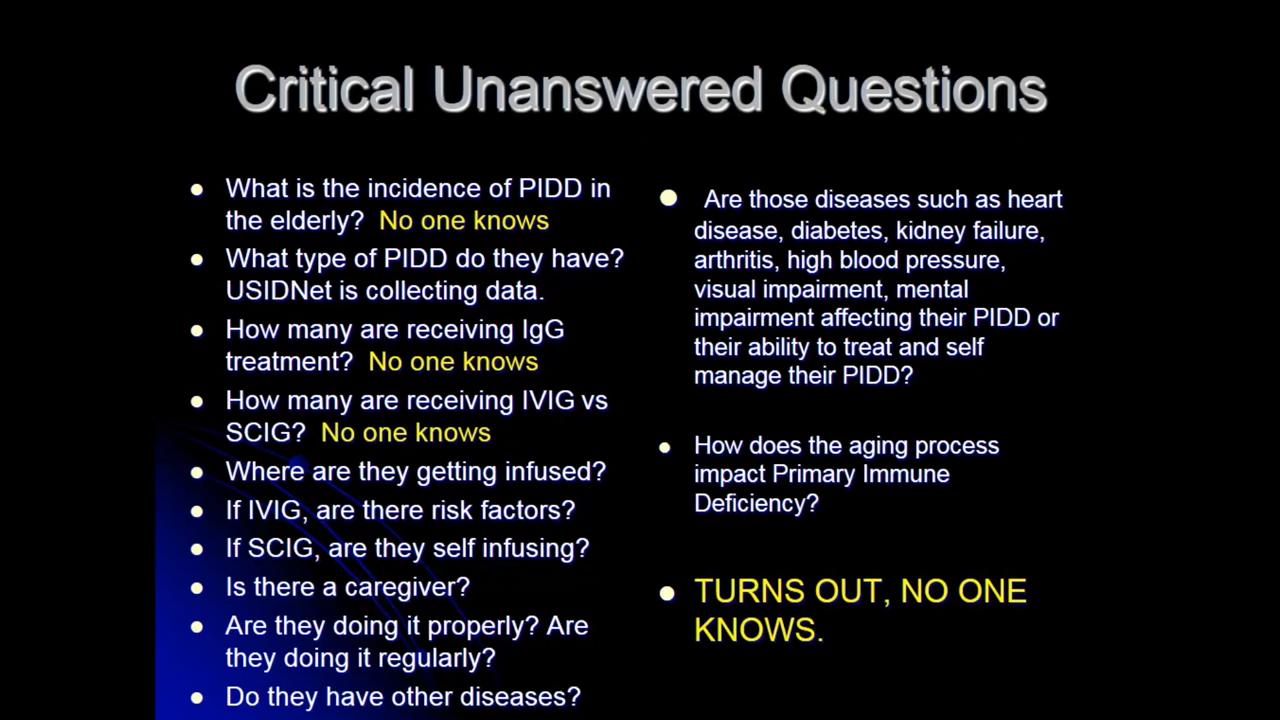 Critical Unanswered Questions
What is the incidence of PIDD in
the elderly? No one knows
What type of PIDD do they have?
USIDNet is collecting data.
How many are receiving IgG
treatment? No one knows
How many are receiving IVIG vs
SCIG? No one knows
Where are they getting infused?
If IVIG, are there risk factors?
If SCIG, are they self infusing?
Is there a caregiver?
Are they doing it properly? Are
they doing it regularly?
Do they have other diseases?
Are those diseases such as heart
disease, diabetes, kidney failure,
arthritis, high blood pressure,
visual impairment, mental
impairment affecting their PIDD or
their ability to treat and self
manage their PIDD?
How does the aging process
impact Primary Immune
Deficiency?
TURNS OUT, NO ONE
KNOWS.